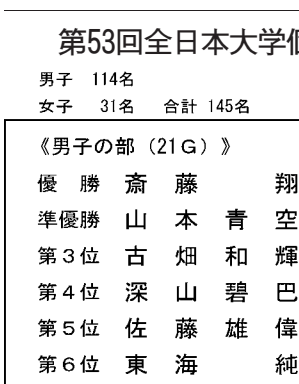 第53回全日本大学
男子 114名
女子 31名 合計 145名
《男子の部（21Ｇ）》
優 勝 斎 藤 翔
準優勝 山 本 青 空
第３位 古 畑 和 輝
第４位 深 山 碧 巴
第５位 佐 藤 雄 偉
第６位 東 海 純